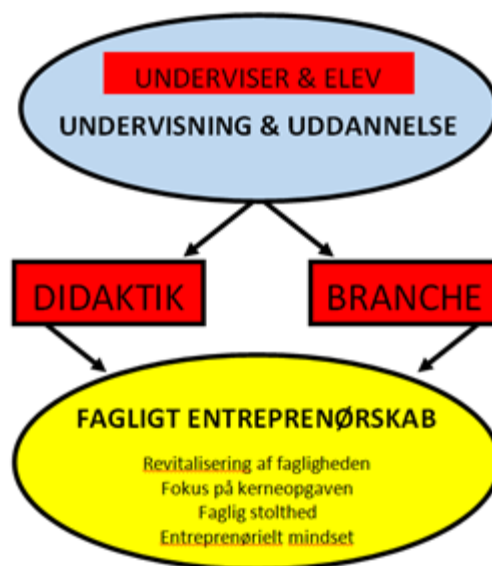 UNDERVISER & ELEV
UNDERVISNING & UDDANNELSE
DIDAKTIK
BRANCHE
FAGLIGT ENTREPRENØRSKAB
Revitalisering af fagligheden
Fokus på kerneopgaven
Faglig stolthed
Entreprenørielt mindset